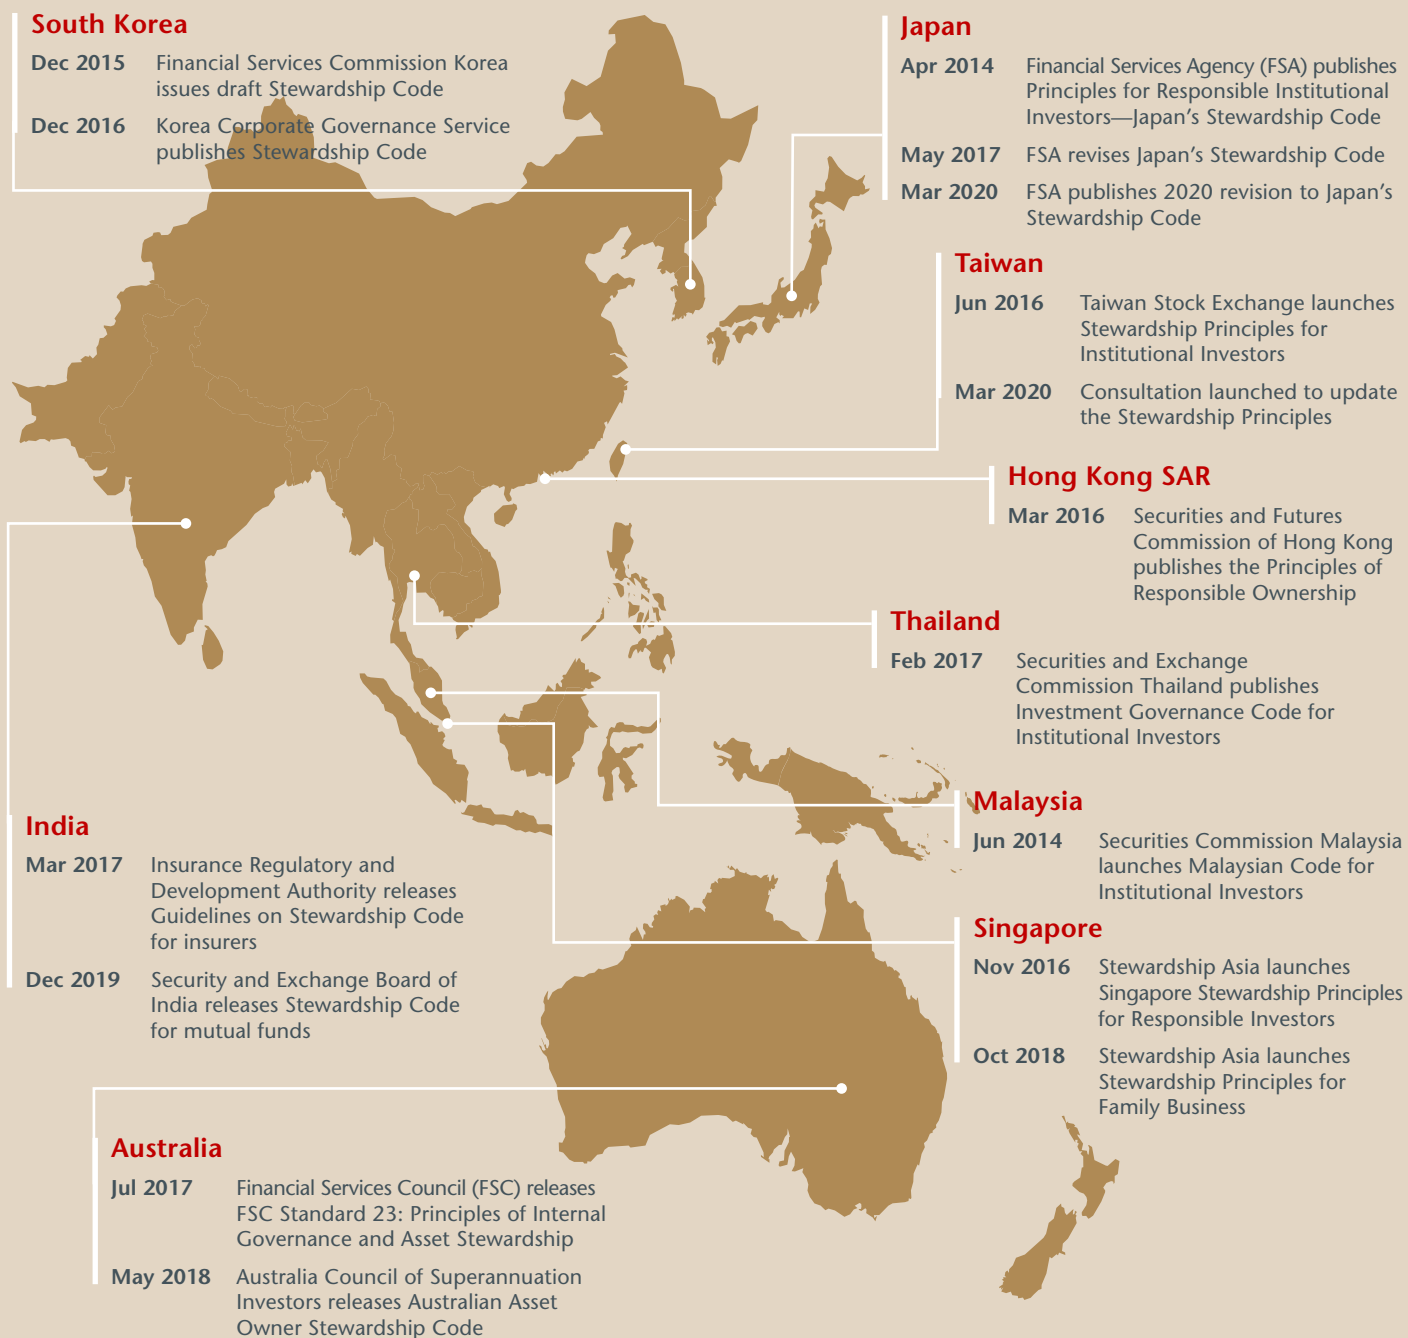 South Korea
Dec 2015 Financial Services Commission Korea
issues draft Stewardship Code
Dec 2016 Korea Corporate Governance Service
publishes Stewardship Code
Japan
Apr 2014 Financial Services Agency (FSA) publishes
Principles for Responsible Institutional
Investors—Japan's Stewardship Code
May 2017 FSA revises Japan's Stewardship Code
Mar 2020 FSA publishes 2020 revision to Japan's
Stewardship Code
Taiwan
Jun 2016 Taiwan Stock Exchange launches
Stewardship Principles for
Institutional Investors
Mar 2020 Consultation launched to update
the Stewardship Principles
Hong Kong SAR
Mar 2016 Securities and Futures
Commission of Hong Kong
publishes the Principles of
Responsible Ownership
Thailand
Feb 2017 Securities and Exchange
Commission Thailand publishes
Investment Governance Code for
Institutional Investors
Malaysia
Jun 2014 Securities Commission Malaysia
launches Malaysian Code for
Institutional Investors
India
Mar 2017 Insurance Regulatory and
Development Authority releases
Guidelines on Stewardship Code
for insurers
Dec 2019 Security and Exchange Board of
India releases Stewardship Code
for mutual funds
Singapore
Nov 2016 Stewardship Asia launches
Singapore Stewardship Principles
for Responsible Investors
Oct 2018 Stewardship Asia launches
Stewardship Principles for
Family Business
Australia
Jul 2017 Financial Services Council (FSC) releases
FSC Standard 23: Principles of Internal
Governance and Asset Stewardship
May 2018 Australia Council of Superannuation
Investors releases Australian Asset
Owner Stewardship Code